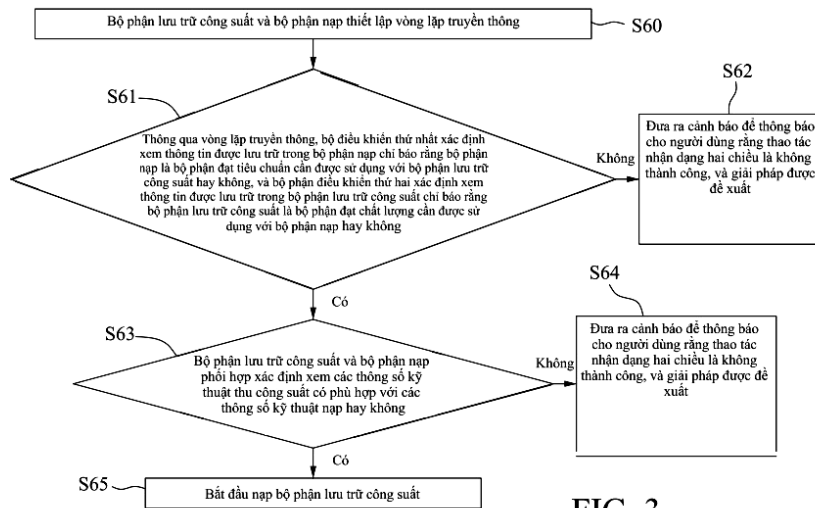 Bộ phận lưu trữ công suất và bộ phận nạp thiết lập vòng lặp truyền thông
S60
S61
Thông qua vòng lặp truyền thông, bộ điều khiển thứ nhất xác định
xem thông tin được lưu trữ trong bộ phận nạp chỉ báo rằng bộ phận
nạp là bộ phận đạt tiêu chuẩn cần được sử dụng với bộ phận lưu trữ
công suất hay không, và bộ phận điều khiển thứ hai xác định xem
thông tin được lưu trữ trong bộ phận lưu trữ công suất chỉ báo rằng
bộ phận lưu trữ công suất là bộ phận đạt chất lượng cần được sử
dụng với bộ phận nạp hay không
Không
S62
Đưa ra cảnh báo để thông báo
cho người dùng rằng thao tác
nhận dạng hai chiều là không
thành công, và giải pháp được
đề xuất
Có
S63
Bộ phận lưu trữ công suất và bộ phận nạp
phối hợp xác định xem các thông số kỹ
thuật thu công suất có phù hợp với các
thông số kỹ thuật nạp hay không
Không
S64
Đưa ra cảnh báo để thông báo
cho người dùng rằng thao tác
nhận dạng hai chiều là không
thành công, và giải pháp được đề
xuất
Có
S65
Bắt đầu nạp bộ phận lưu trữ công suất
FIG. 3